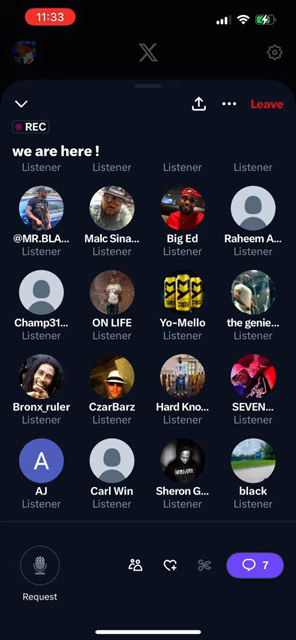 11:33
X
Leave
REC
we are here !
Listener Listener Listener Listener
@MR.BLA... Malc Sina... Big Ed Raheem A...
Listener Listener Listener Listener
Champ31... ON LIFE Yo-Mello the genie...
Listener Listener Listener Listener
Bronx_ruler CzarBarz Hard Kno... SEVEN...
Listener Listener Listener Listener
A
AJ Carl Win Sheron G... black
Listener Listener Listener Listener
7
Request